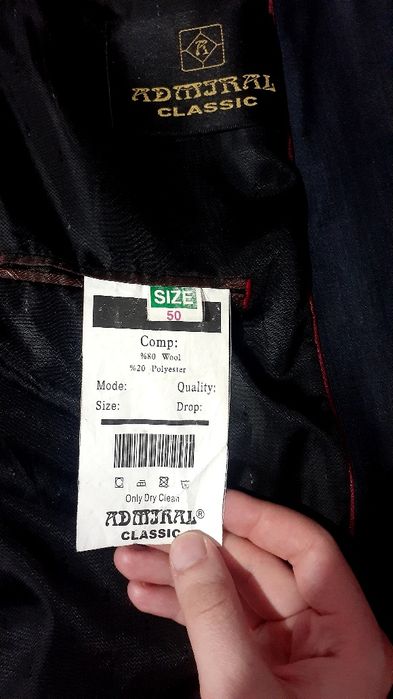 ADMIRAL
CLASSIC
SIZE
50
Comp:
%80 Wool
%20 Polyester
Mode: Quality:
Size: Drop:
Only Dry Clean
ADMIRAL®
CLASSIC